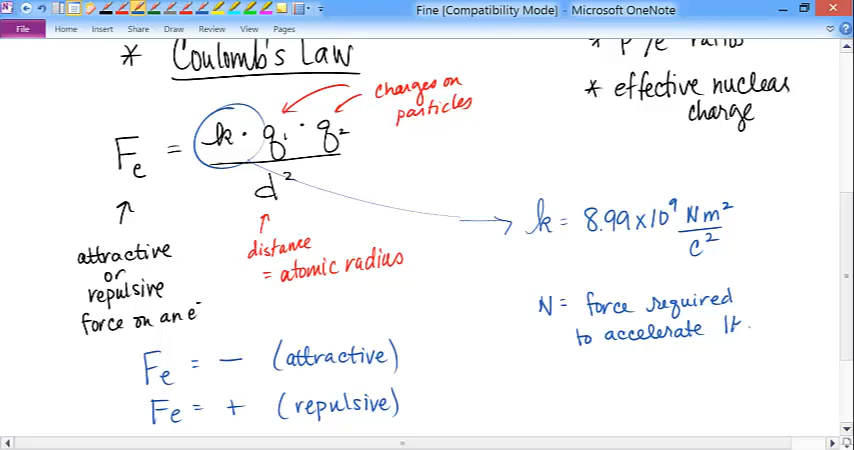 Fine [Compatibility Mode] - Microsoft OneNote
File Home Insert Share Draw Review View
* Coulomb's Law
* P /e⁻ ratios
* effective nuclear
charge
charges on
particles
Fe = k · q₁ · q₂
d²
attractive
or
repulsive
force on an e⁻
distance
= atomic radius
k = 8.99 x 10⁹ Nm²
c²
N = force required
to accelerate
Fe = − (attractive)
Fe = + (repulsive)